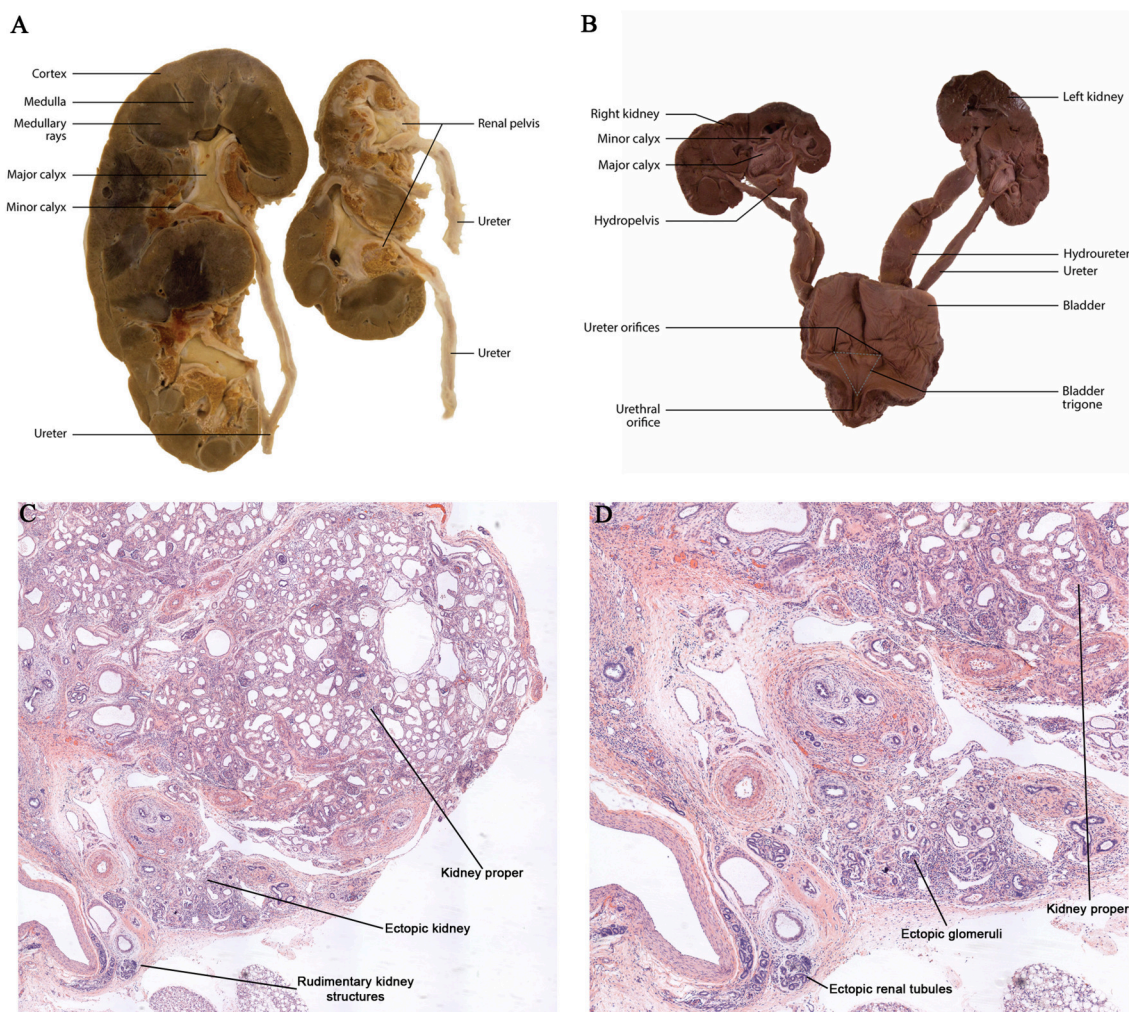 A
Cortex
Medulla
Medullary
rays
Major calyx
Minor calyx
Ureter
Renal pelvis
Ureter
Ureter
B
Right kidney
Minor calyx
Major calyx
Hydropelvis
Ureter orifices
Urethral
orifice
Left kidney
Hydroureter
Ureter
Bladder
Bladder
trigone
C
Kidney proper
Ectopic kidney
Rudimentary kidney
structures
D
Kidney proper
Ectopic glomeruli
Ectopic renal tubules